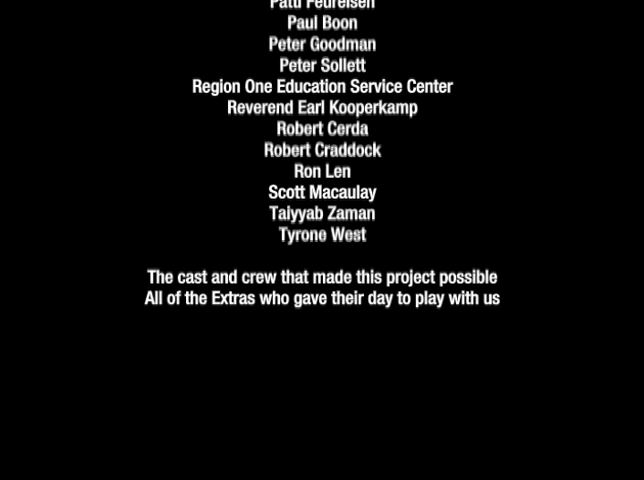 Patti Feureisen
Paul Boon
Peter Goodman
Peter Sollett
Region One Education Service Center
Reverend Earl Kooperkamp
Robert Cerda
Robert Craddock
Ron Len
Scott Macaulay
Taiyyab Zaman
Tyrone West
The cast and crew that made this project possible
All of the Extras who gave their day to play with us